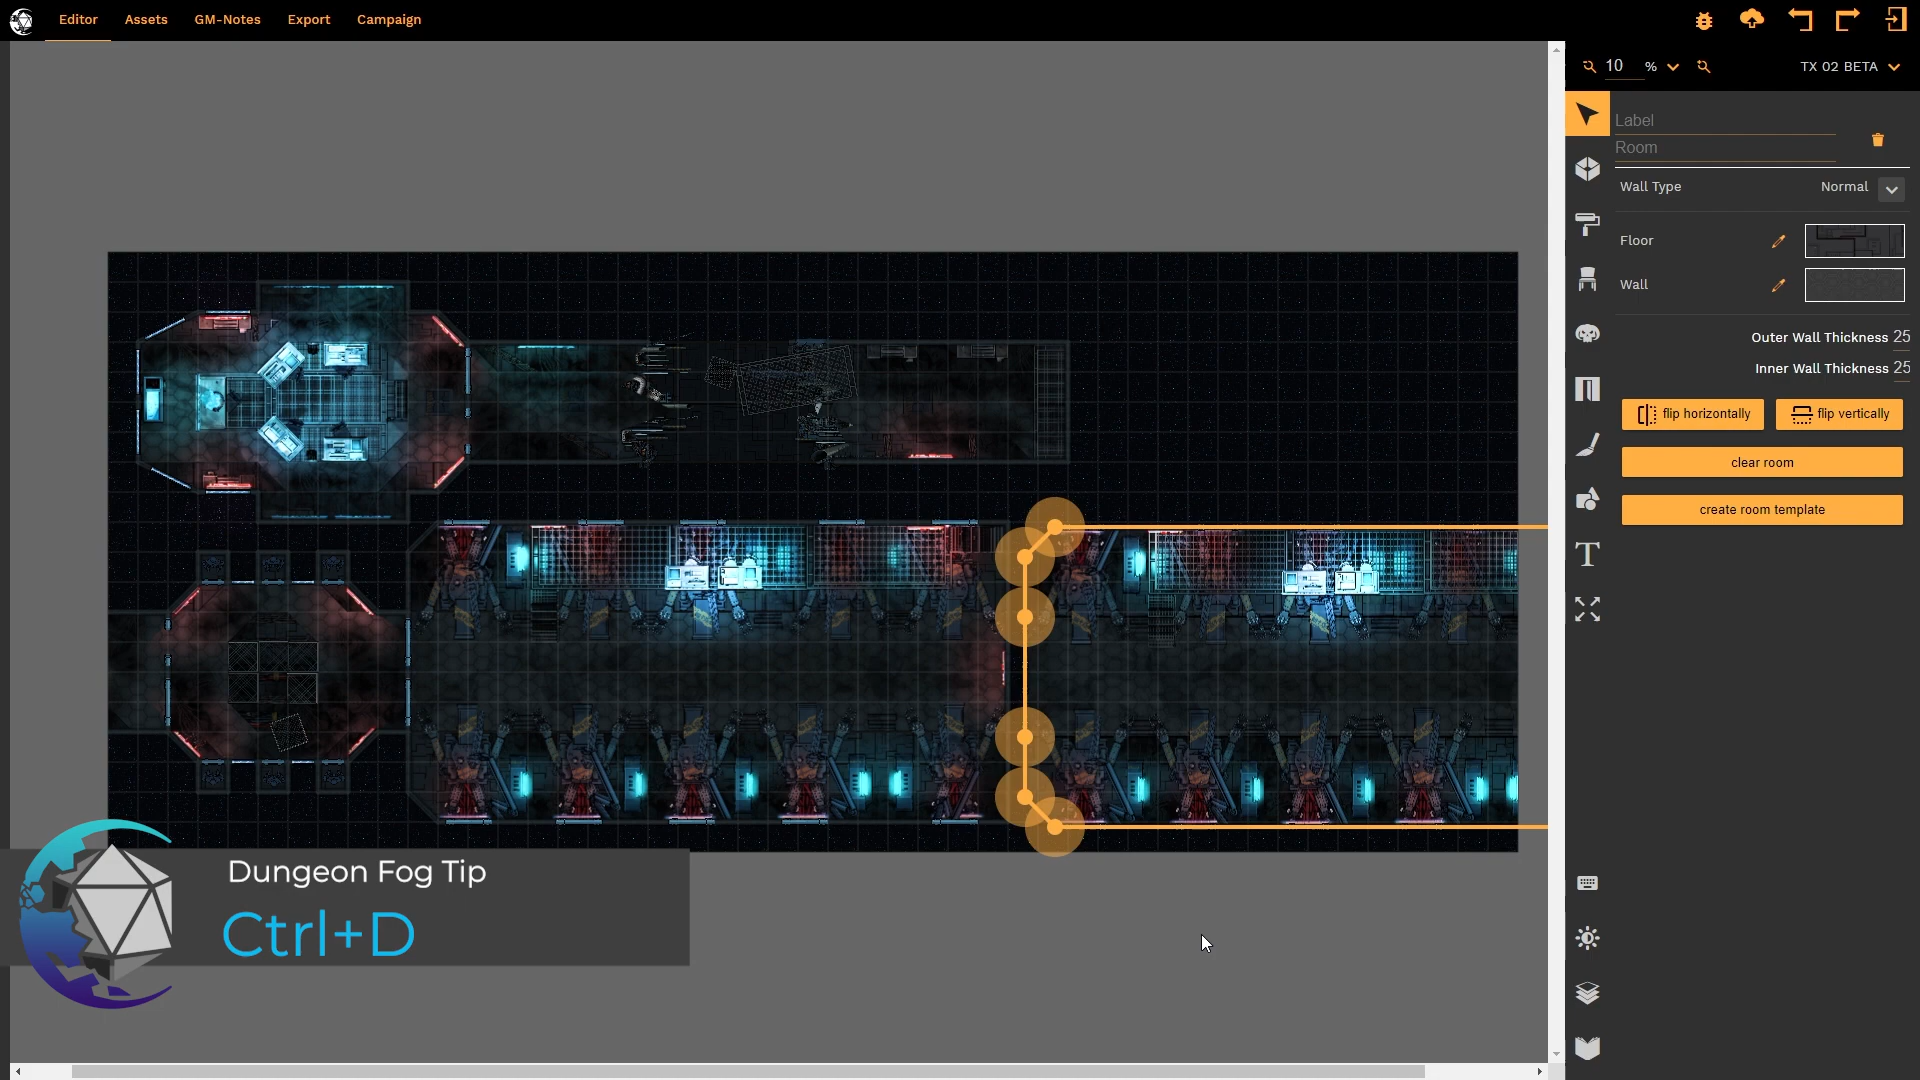 Editor Assets GM-Notes Export Campaign
10 % TX 02 BETA
Label
Room
Wall Type Normal
Floor
Wall
Outer Wall Thickness 25
Inner Wall Thickness 25
flip horizontally flip vertically
clear room
create room template
T
Dungeon Fog Tip
Ctrl+D